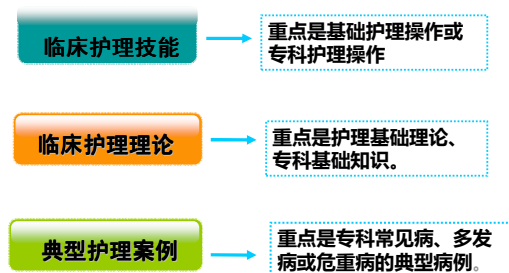 临床护理技能
重点是基础护理操作或
专科护理操作
临床护理理论
重点是护理基础理论、
专科基础知识。
典型护理案例
重点是专科常见病、多发
病或危重病的典型病例。